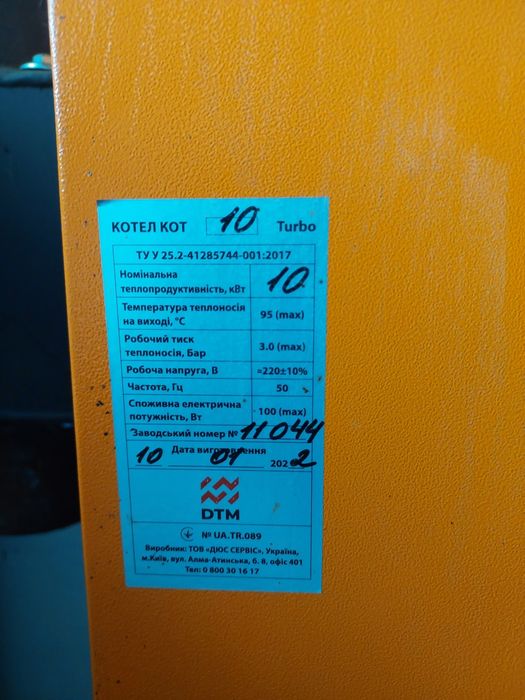 КОТЕЛ КОТ 10 Turbo
ТУ У 25.2-41285744-001:2017
Номінальна
теплопродуктивність, кВт 10
Температура теплоносія
на виході, °С 95 (max)
Робочий тиск
теплоносія, Бар 3.0 (max)
Робоча напруга, В ≈220±10%
Частота, Гц 50
Споживна електрична
потужність, Вт 100 (max)
Заводський номер № 11044
Дата виготовлення
10 01 2022
DTM
№ UA.TR.089
Виробник: ТОВ «ДЮС СЕРВІС», Україна,
м.Київ, вул. Алма-Атинська, б. 8, офіс 401
Тел: 0 800 30 16 17